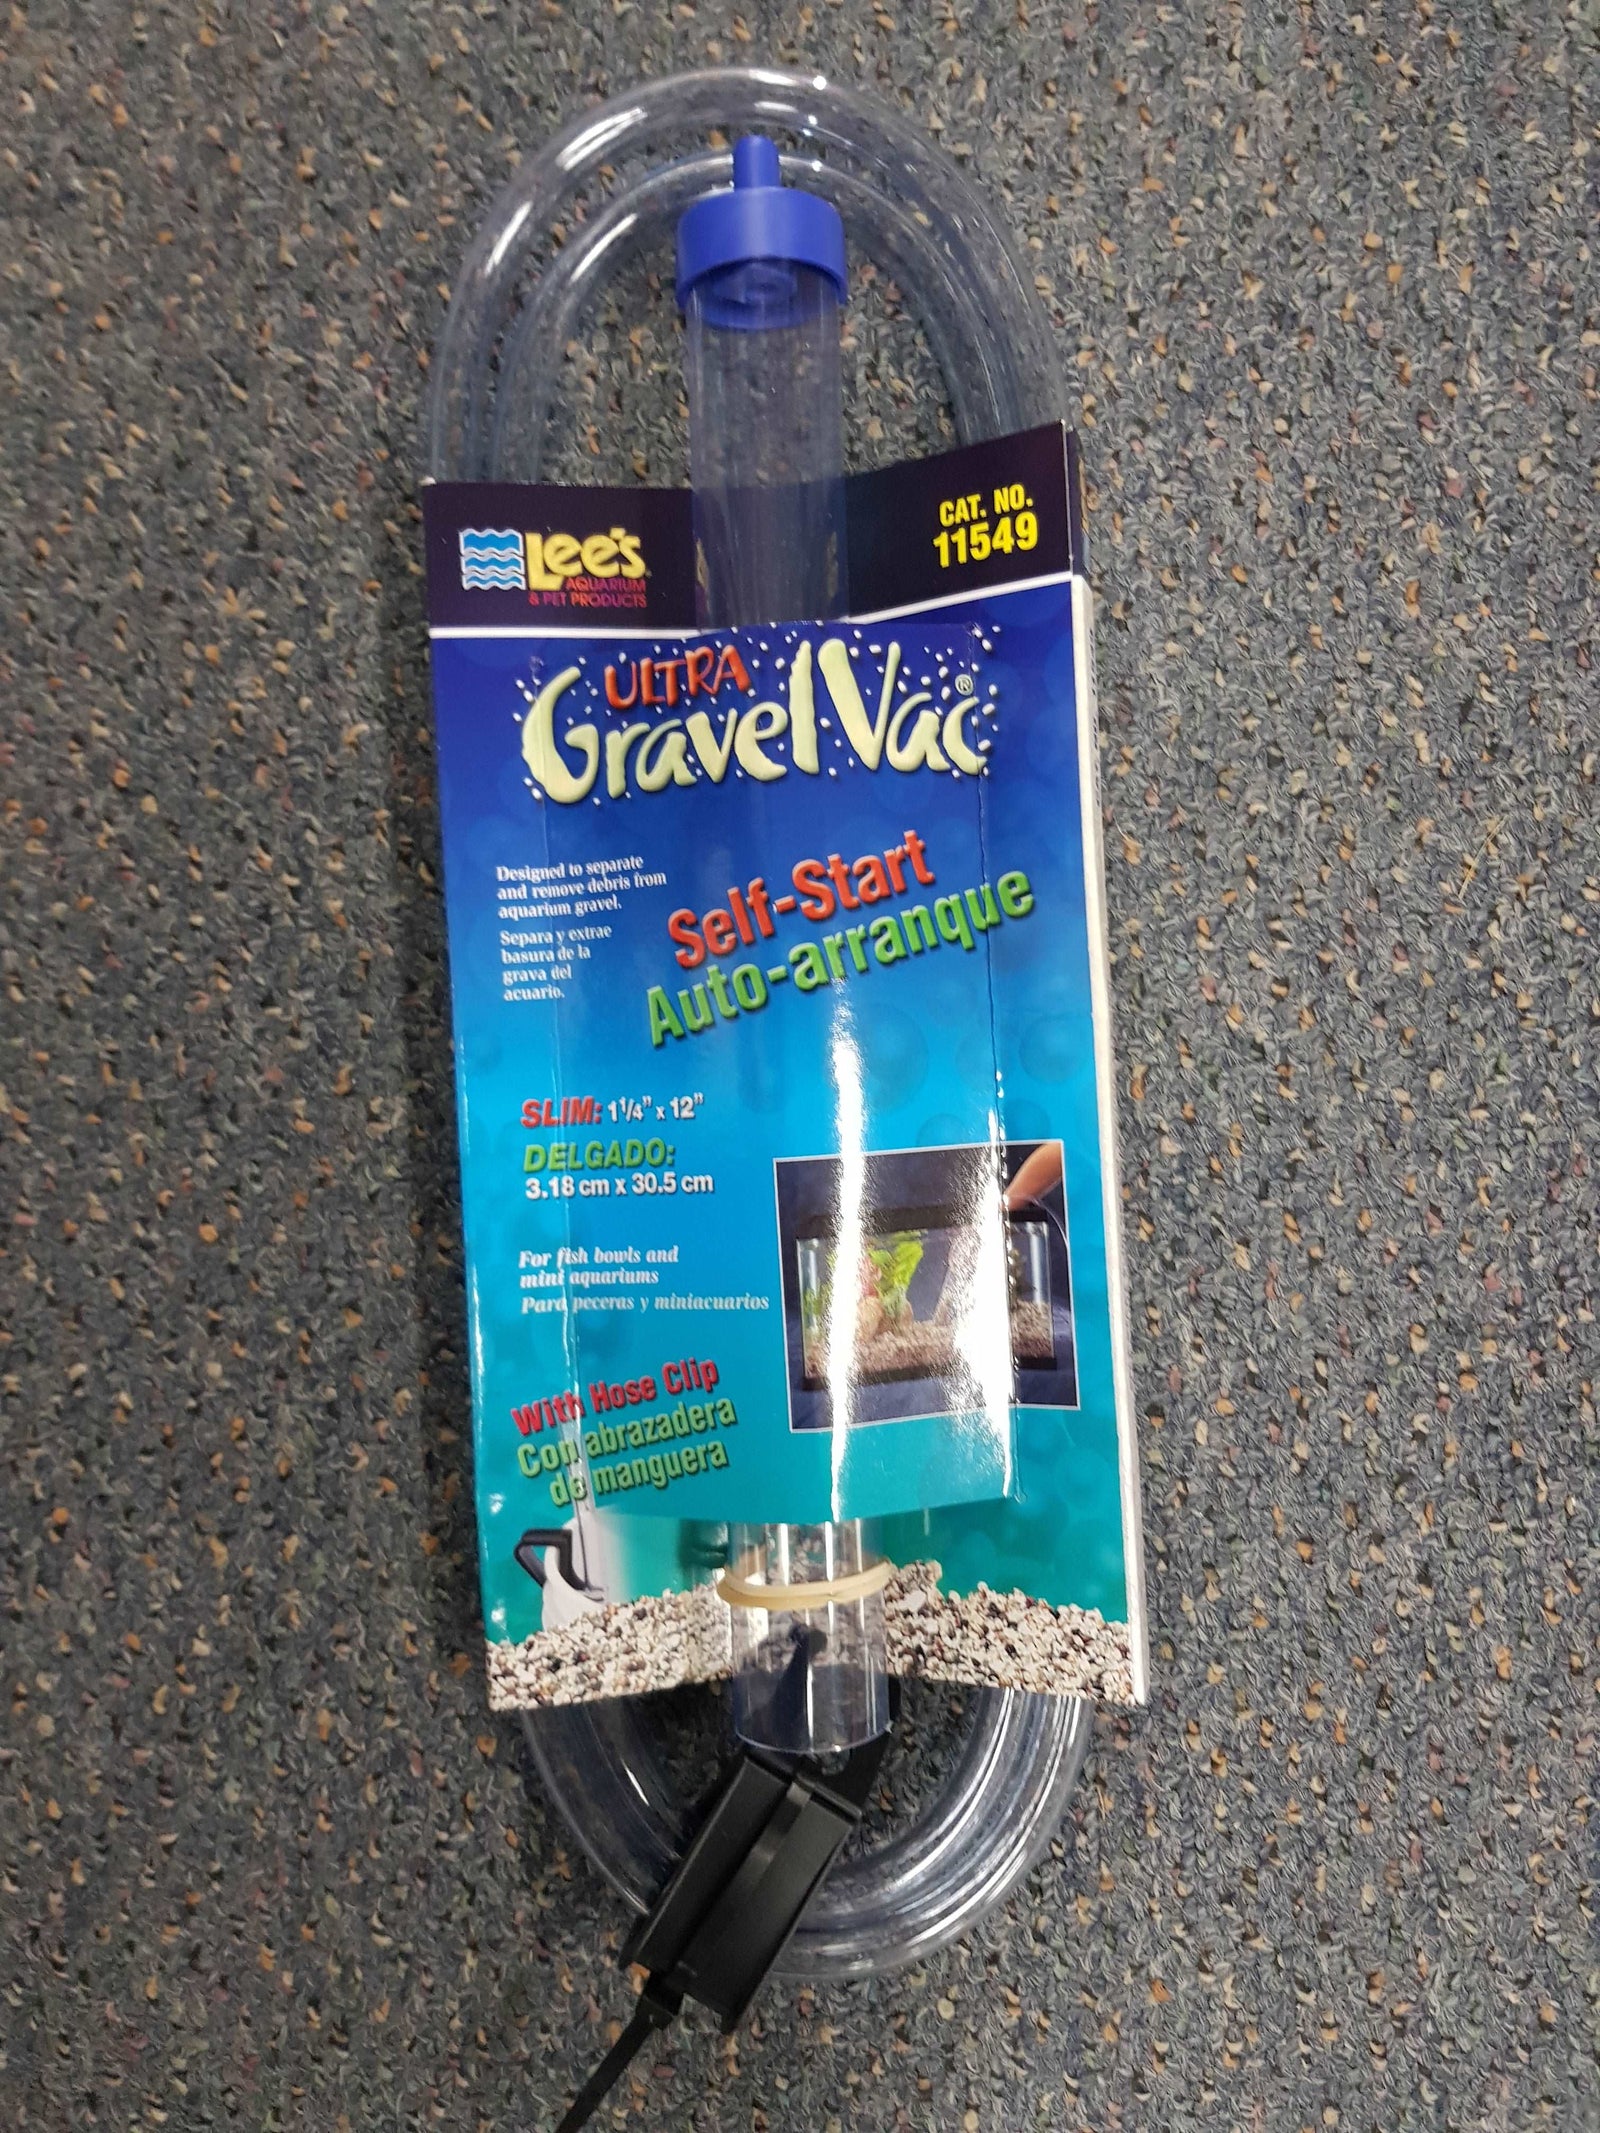 Lee's
AQUARIUM
& PET PRODUCTS
CAT. NO.
11549
ULTRA
GravelVac®
Designed to separate
and remove debris from
aquarium gravel.
Separa y extrae
basura de la
grava del
acuario.
Self-Start
Auto-arranque
SLIM: 1 1/4" x 12"
DELGADO:
3.18 cm x 30.5 cm
For fish bowls and
mini aquariums
Para peceras y miniacuarios
With Hose Clip
Con abrazadera
de manguera